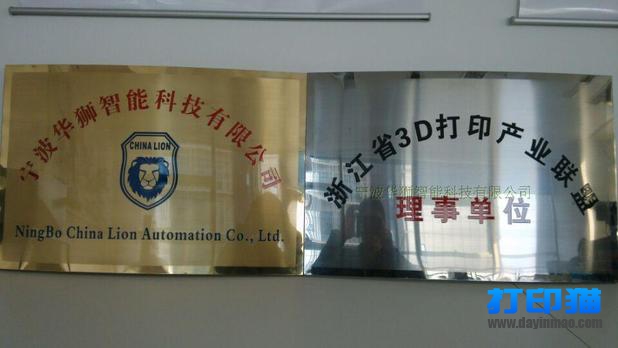 宁波华狮智能科技有限公司
CHINA LION
NingBo China Lion Automation Co., Ltd.
浙江省3D打印产业联盟
宁波华狮智能科技有限公司
理事单位
打印猫
www.dayinmao.com